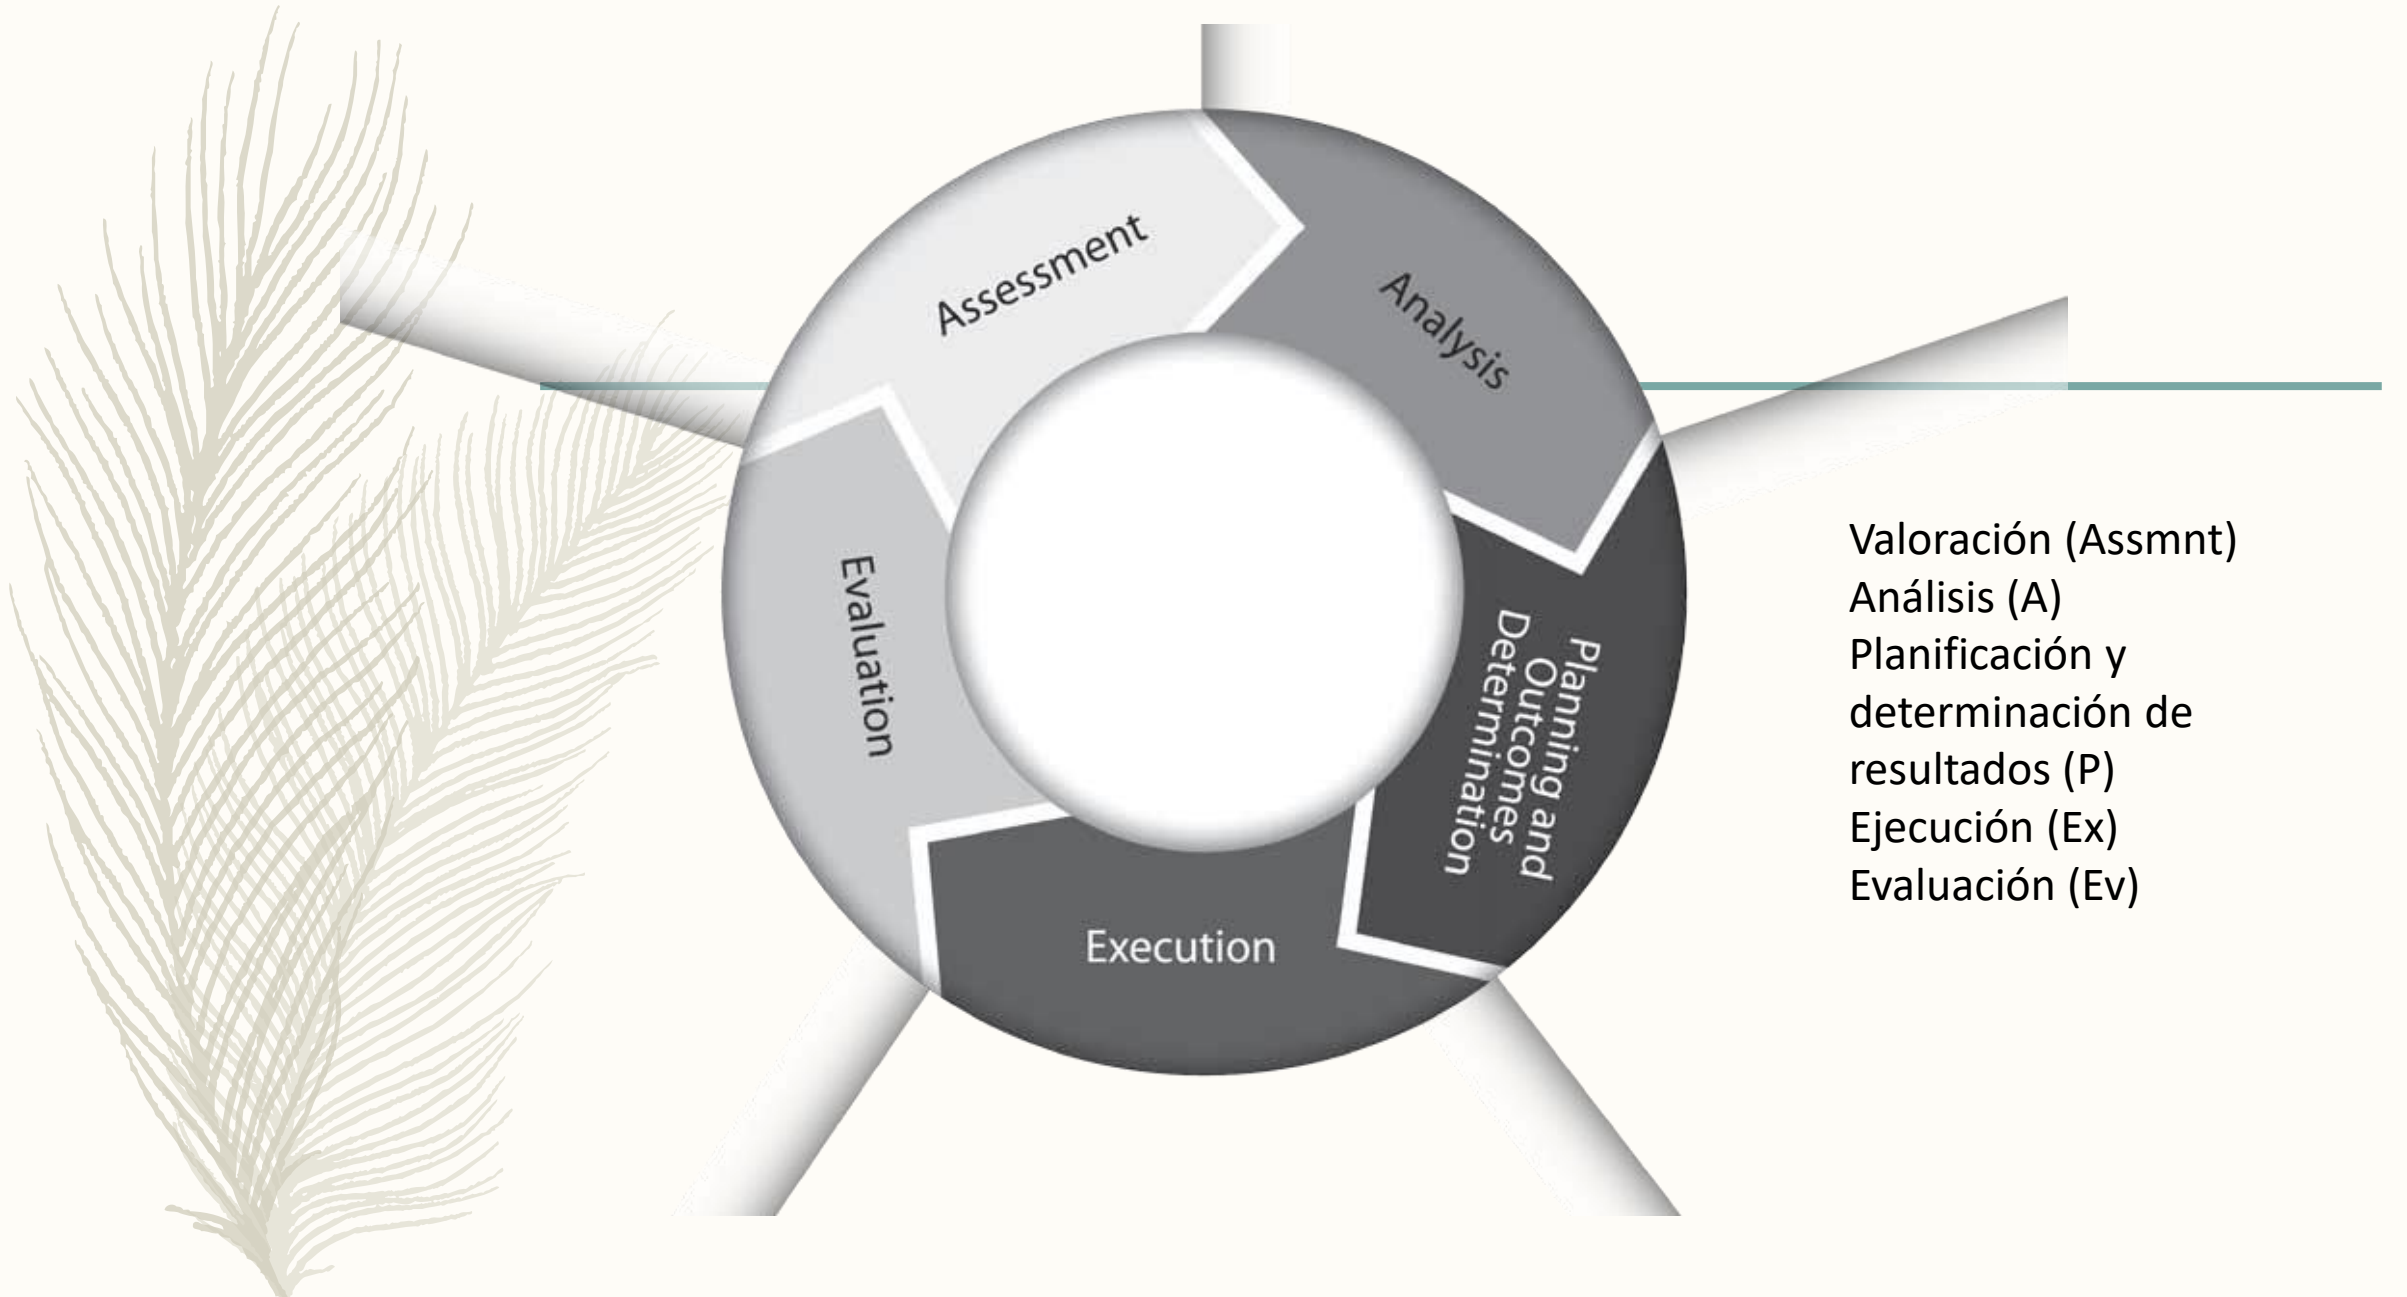 Assessment
Analysis
Planning and
Outcomes
Determination
Execution
Evaluation
Valoración (Assmnt)
Análisis (A)
Planificación y
determinación de
resultados (P)
Ejecución (Ex)
Evaluación (Ev)